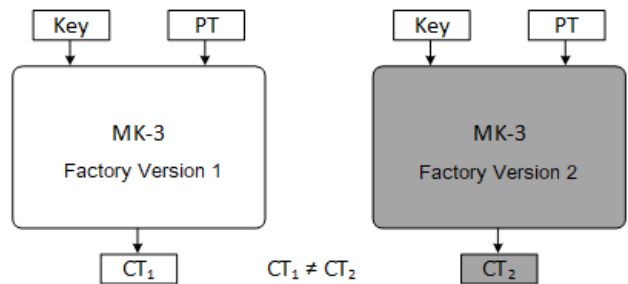 Key PT Key PT
MK-3 MK-3
Factory Version 1 Factory Version 2
CT₁ CT₁ ≠ CT₂ CT₂